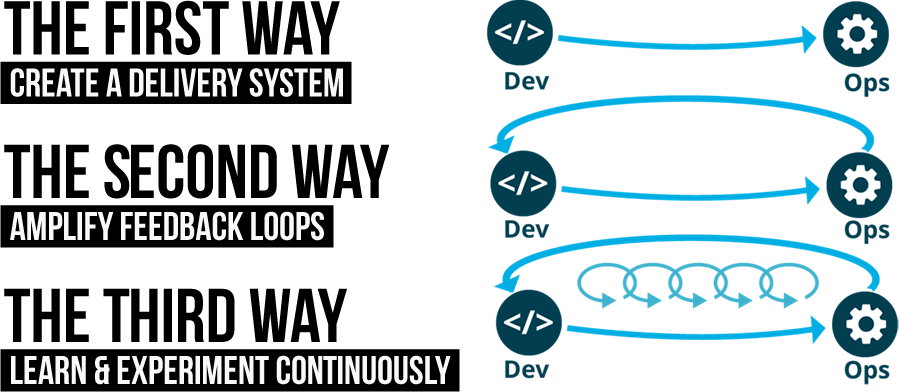 THE FIRST WAY
CREATE A DELIVERY SYSTEM
</>
Dev
Ops
THE SECOND WAY
AMPLIFY FEEDBACK LOOPS
</>
Dev
Ops
THE THIRD WAY
LEARN & EXPERIMENT CONTINUOUSLY
</>
Dev
Ops